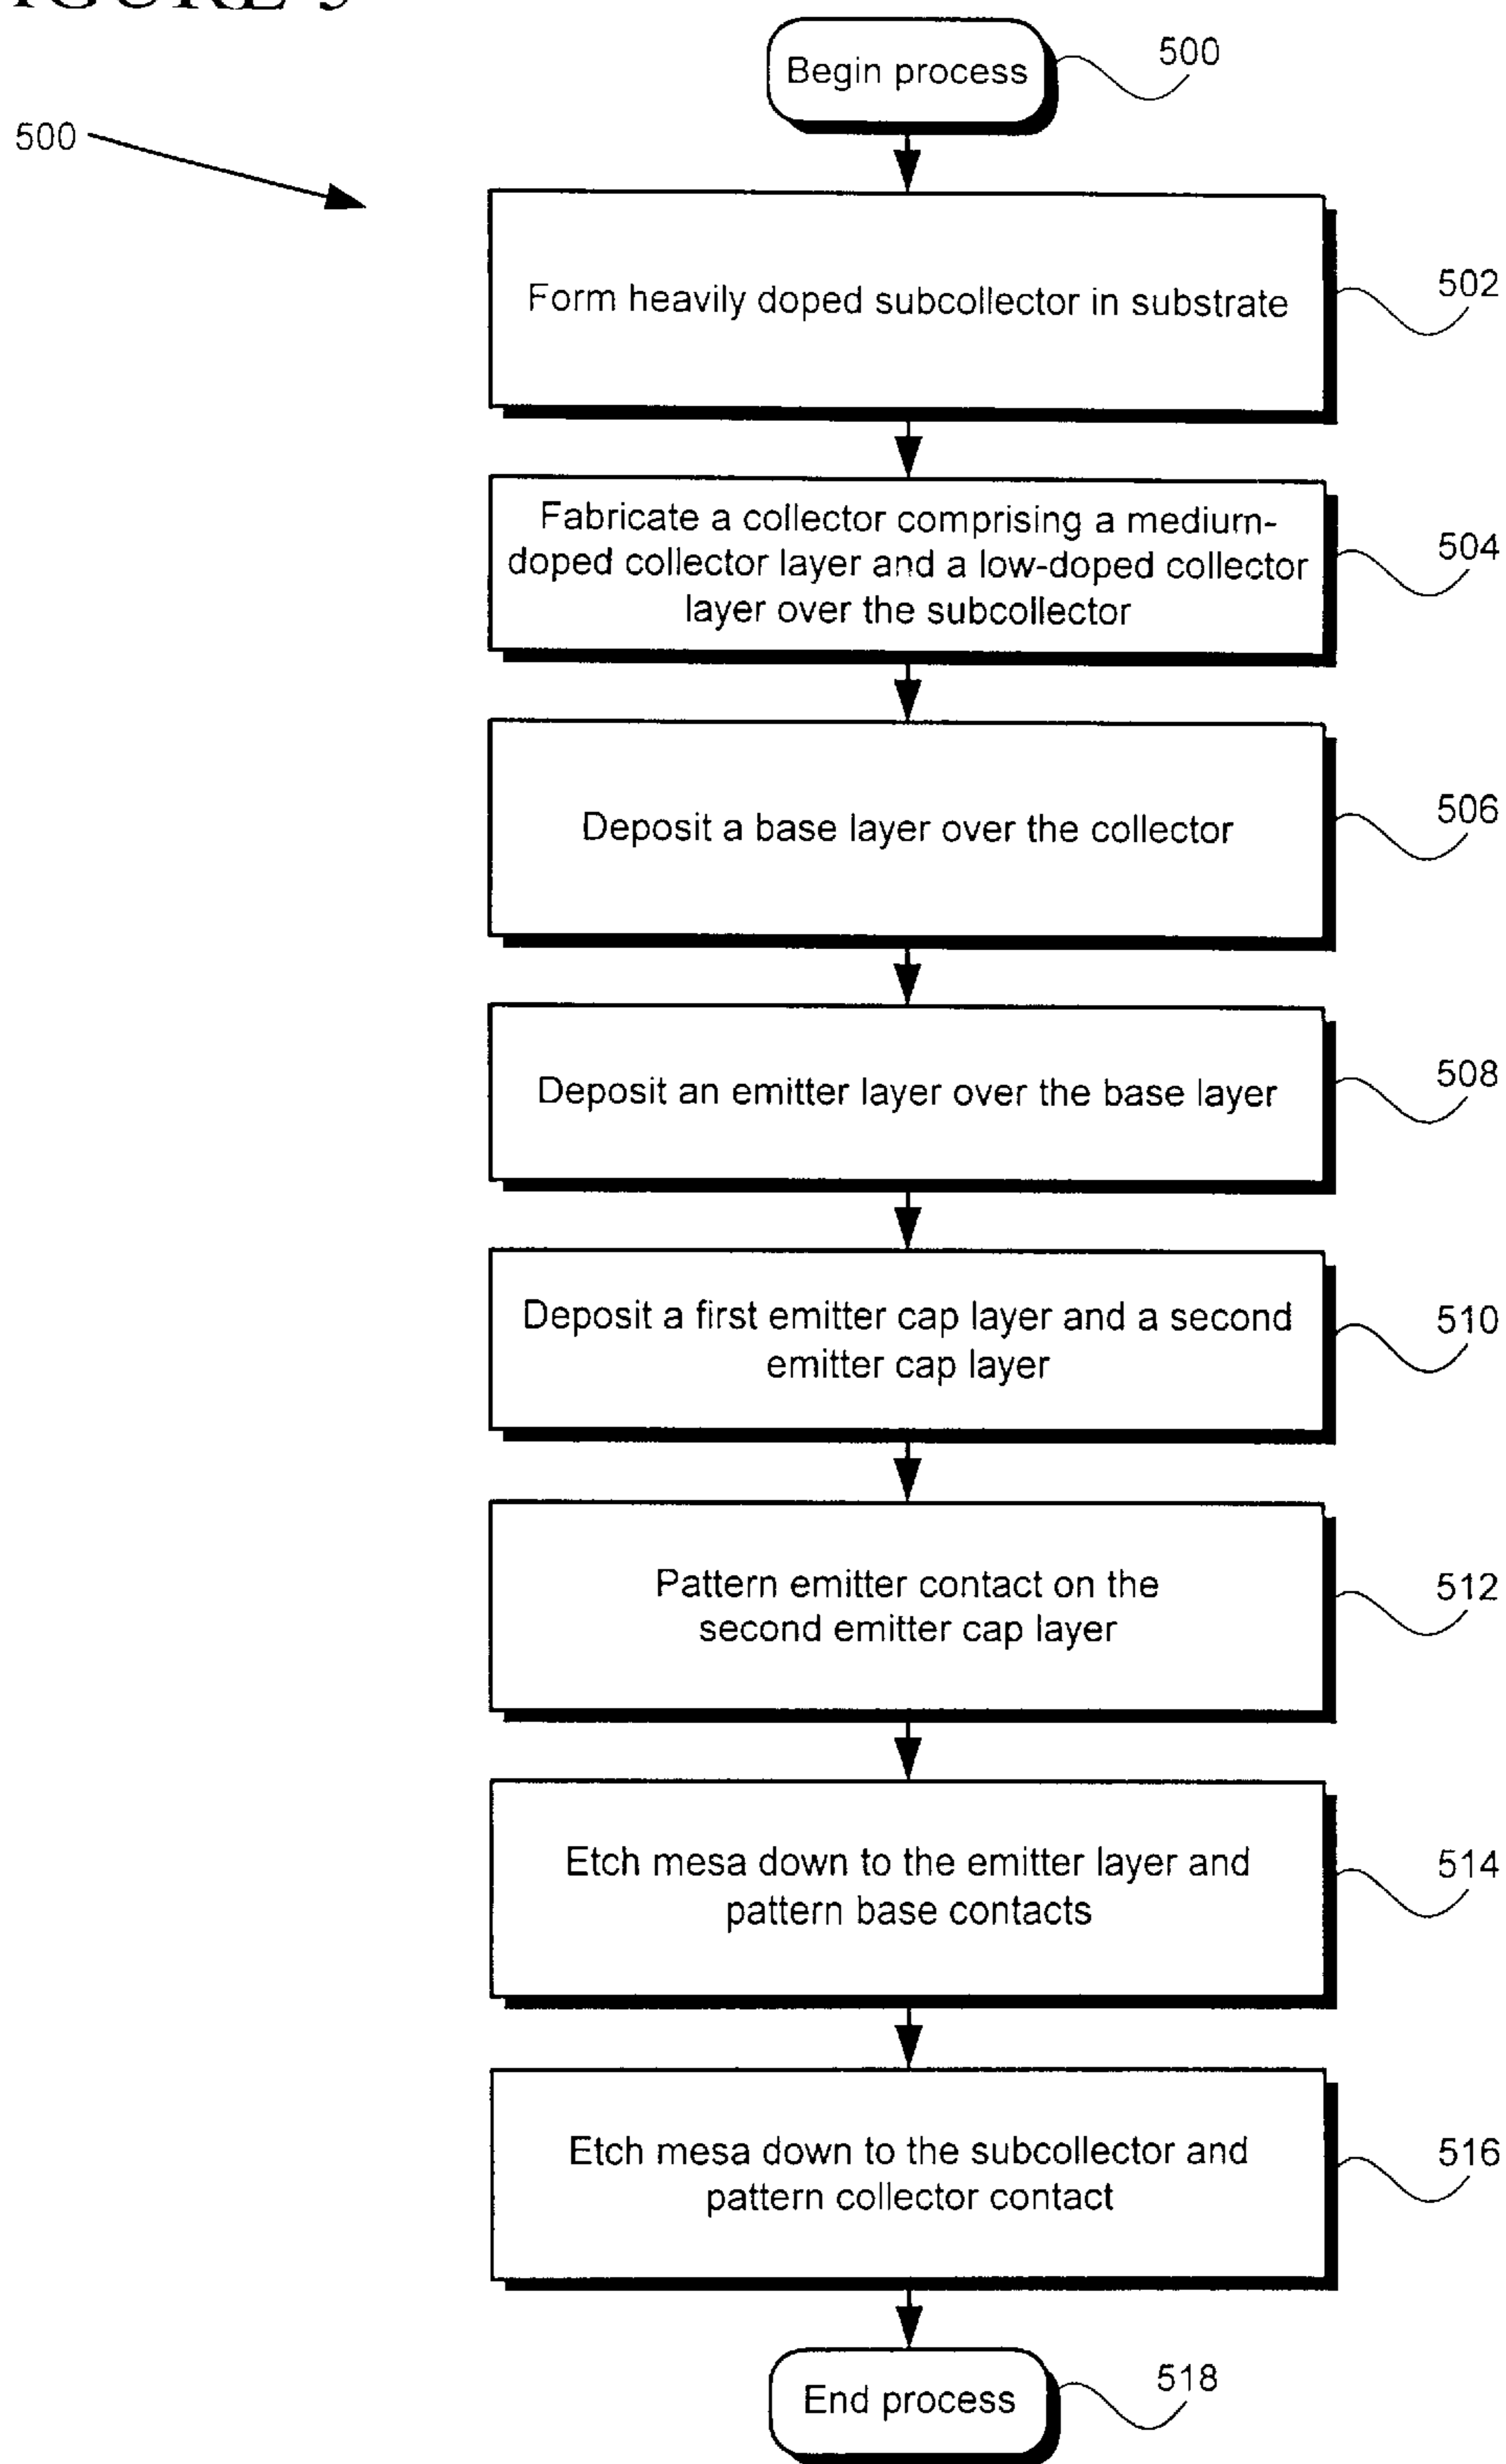 IGURE 5
Begin process
500
500
Form heavily doped subcollector in substrate
502
Fabricate a collector comprising a medium-
doped collector layer and a low-doped collector
layer over the subcollector
504
Deposit a base layer over the collector
506
Deposit an emitter layer over the base layer
508
Deposit a first emitter cap layer and a second
emitter cap layer
510
Pattern emitter contact on the
second emitter cap layer
512
Etch mesa down to the emitter layer and
pattern base contacts
514
Etch mesa down to the subcollector and
pattern collector contact
516
End process
518